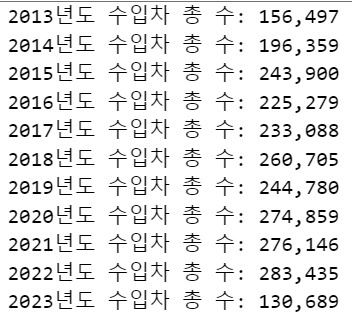 2013년도 수입차 총 수: 156,497
2014년도 수입차 총 수: 196,359
2015년도 수입차 총 수: 243,900
2016년도 수입차 총 수: 225,279
2017년도 수입차 총 수: 233,088
2018년도 수입차 총 수: 260,705
2019년도 수입차 총 수: 244,780
2020년도 수입차 총 수: 274,859
2021년도 수입차 총 수: 276,146
2022년도 수입차 총 수: 283,435
2023년도 수입차 총 수: 130,689